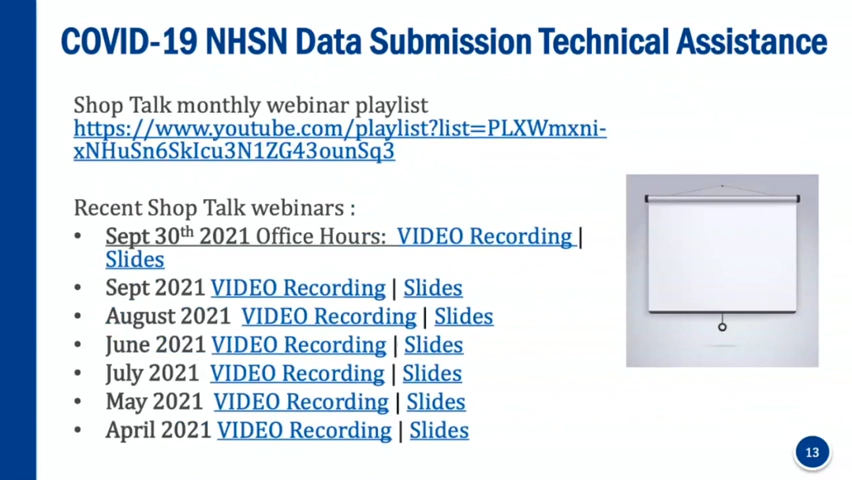 COVID-19 NHSN Data Submission Technical Assistance
Shop Talk monthly webinar playlist
https://www.youtube.com/playlist?list=PLXWmxni-
xNHuSn6SkIcu3N1ZG43ounSq3
Recent Shop Talk webinars :
• Sept 30th 2021 Office Hours: VIDEO Recording |
Slides
• Sept 2021 VIDEO Recording | Slides
• August 2021 VIDEO Recording | Slides
• June 2021 VIDEO Recording | Slides
• July 2021 VIDEO Recording | Slides
• May 2021 VIDEO Recording | Slides
• April 2021 VIDEO Recording | Slides
13